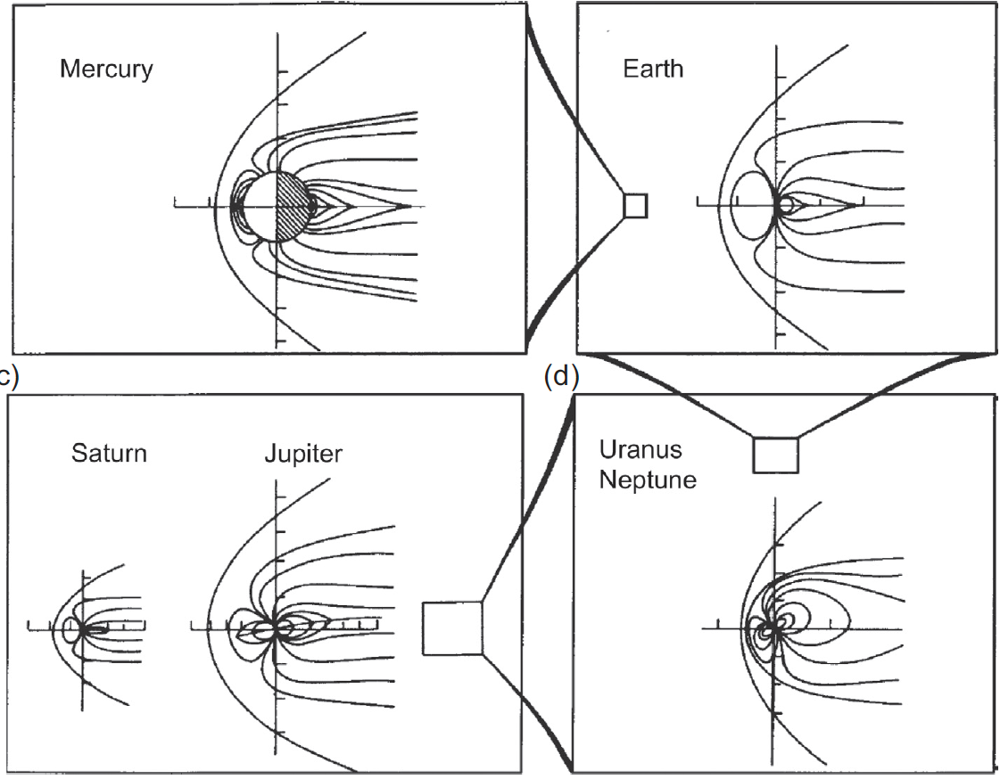 Mercury
Earth
c)
(d)
Saturn
Jupiter
Uranus
Neptune